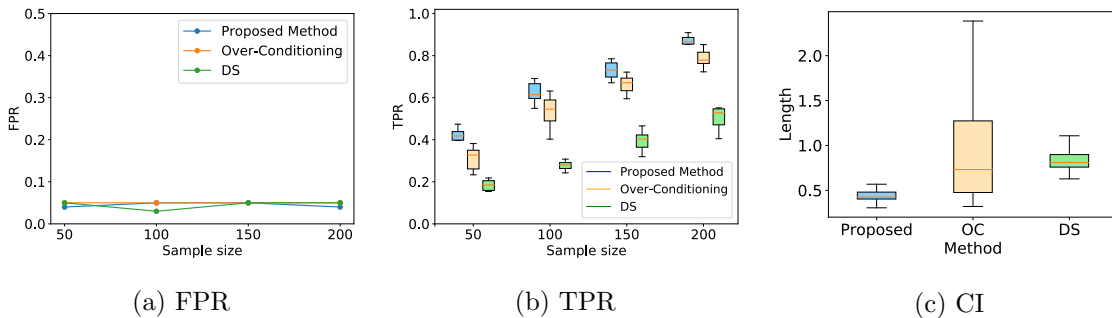 0.5
0.4
0.3
0.2
0.1
0.0
FPR
Proposed Method
Over-Conditioning
DS
50
100
150
200
Sample size
(a) FPR
1.0
0.8
0.6
0.4
0.2
0.0
TPR
Proposed Method
Over-Conditioning
DS
50
100
150
200
Sample size
(b) TPR
2.0
1.5
1.0
0.5
Length
Proposed
OC
DS
Method
(c) CI